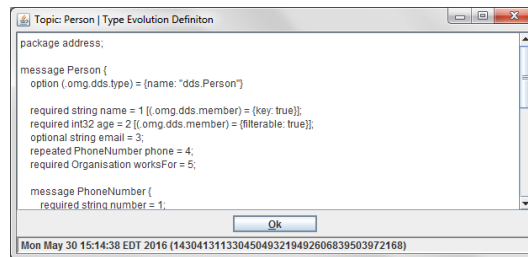 Topic: Person | Type Evolution Definiton
package address;
message Person {
option (.omg.dds.type) = {name: "dds.Person"}
required string name = 1 [(.omg.dds.member) = {key: true}];
required int32 age = 2 [(.omg.dds.member) = {filterable: true}];
optional string email = 3;
repeated PhoneNumber phone = 4;
required Organisation worksFor = 5;
message PhoneNumber {
required string number = 1;
Ok
Mon May 30 15:14:38 EDT 2016 (14304131133045049321949260683950397​2168)